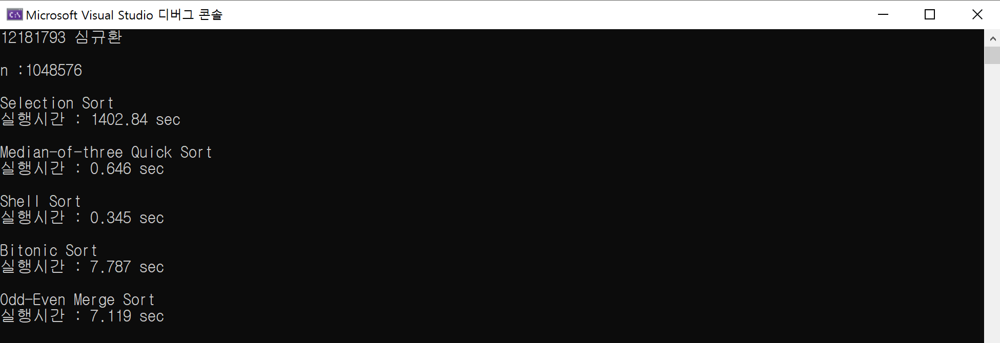 Microsoft Visual Studio 디버그 콘솔
12181793 심규환
n :1048576
Selection Sort
실행시간 : 1402.84 sec
Median-of-three Quick Sort
실행시간 : 0.646 sec
Shell Sort
실행시간 : 0.345 sec
Bitonic Sort
실행시간 : 7.787 sec
Odd-Even Merge Sort
실행시간 : 7.119 sec